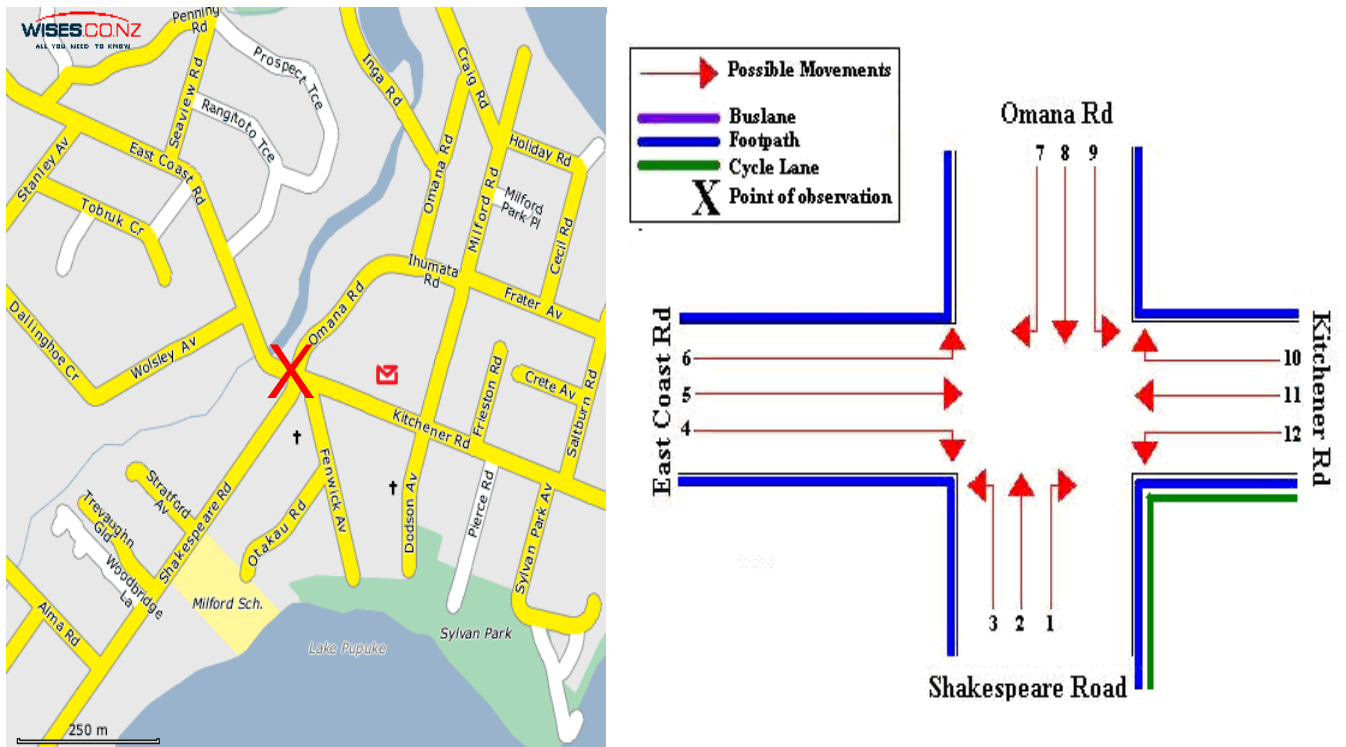 WISES.CO.NZ
ALL YOU NEED TO KNOW
Penning
Rd
Prospect Tce
Seaview Rd
Rangitoto Tce
Inga Rd
Craig Rd
Stanley Av
East Coast Rd
Omana Rd
Milford Rd
Holiday Rd
Milford
Park Pl
Cecil Rd
Tobruk Cr
Ihumata
Rd
Frater Av
Omana Rd
Dallinghoe Cr
Wolsley Av
X
Frieston Rd
Crete Av
Saltburn Rd
Kitchener Rd
Stratford
Av
Trevaughn
Gld
Shakespeare Rd
Otakau Rd
Fenwick Av
Dodson Av
Pierce Rd
Sylvan Park Av
Woodbridge
La
Alma Rd
Milford Sch.
Lake Pupuke
Sylvan Park
250 m
Possible Movements
Buslane
Footpath
Cycle Lane
X Point of observation
Omana Rd
7 8 9
East Coast Rd
6
5
4
Kitchener Rd
10
11
12
3 2 1
Shakespeare Road